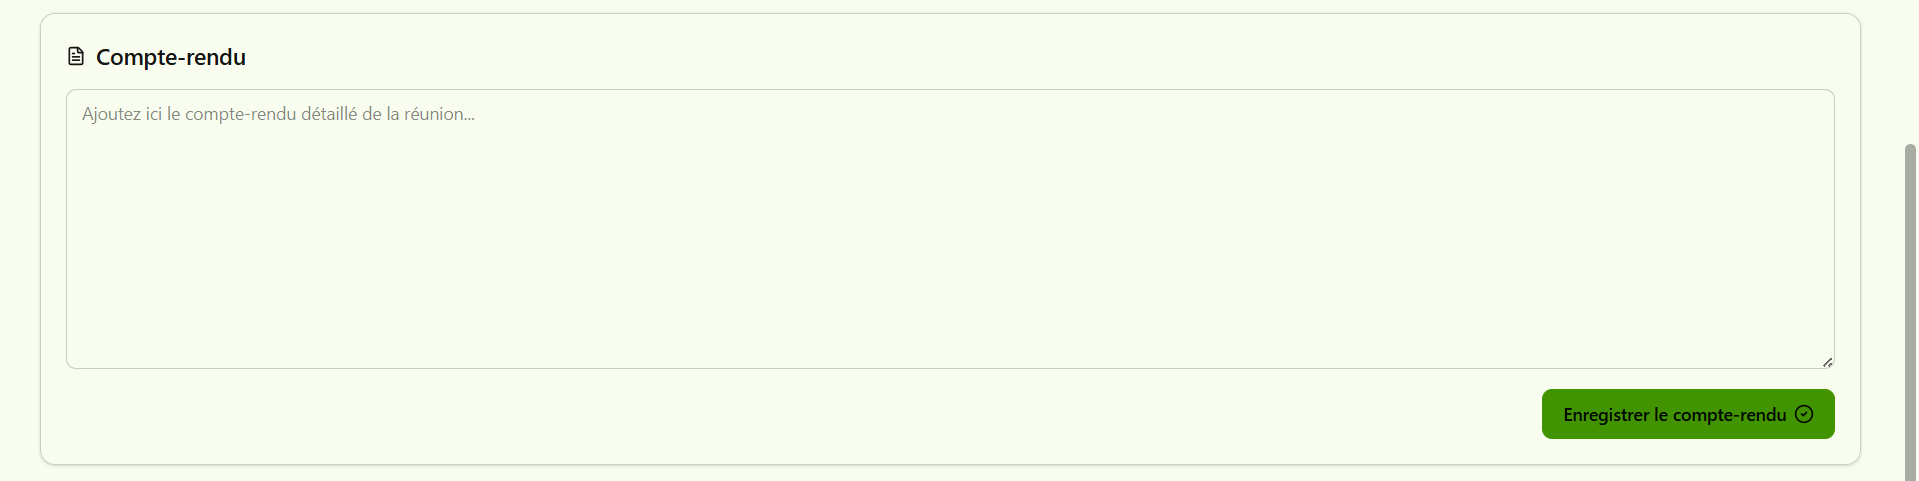 Compte-rendu
Ajoutez ici le compte-rendu détaillé de la réunion...
Enregistrer le compte-rendu